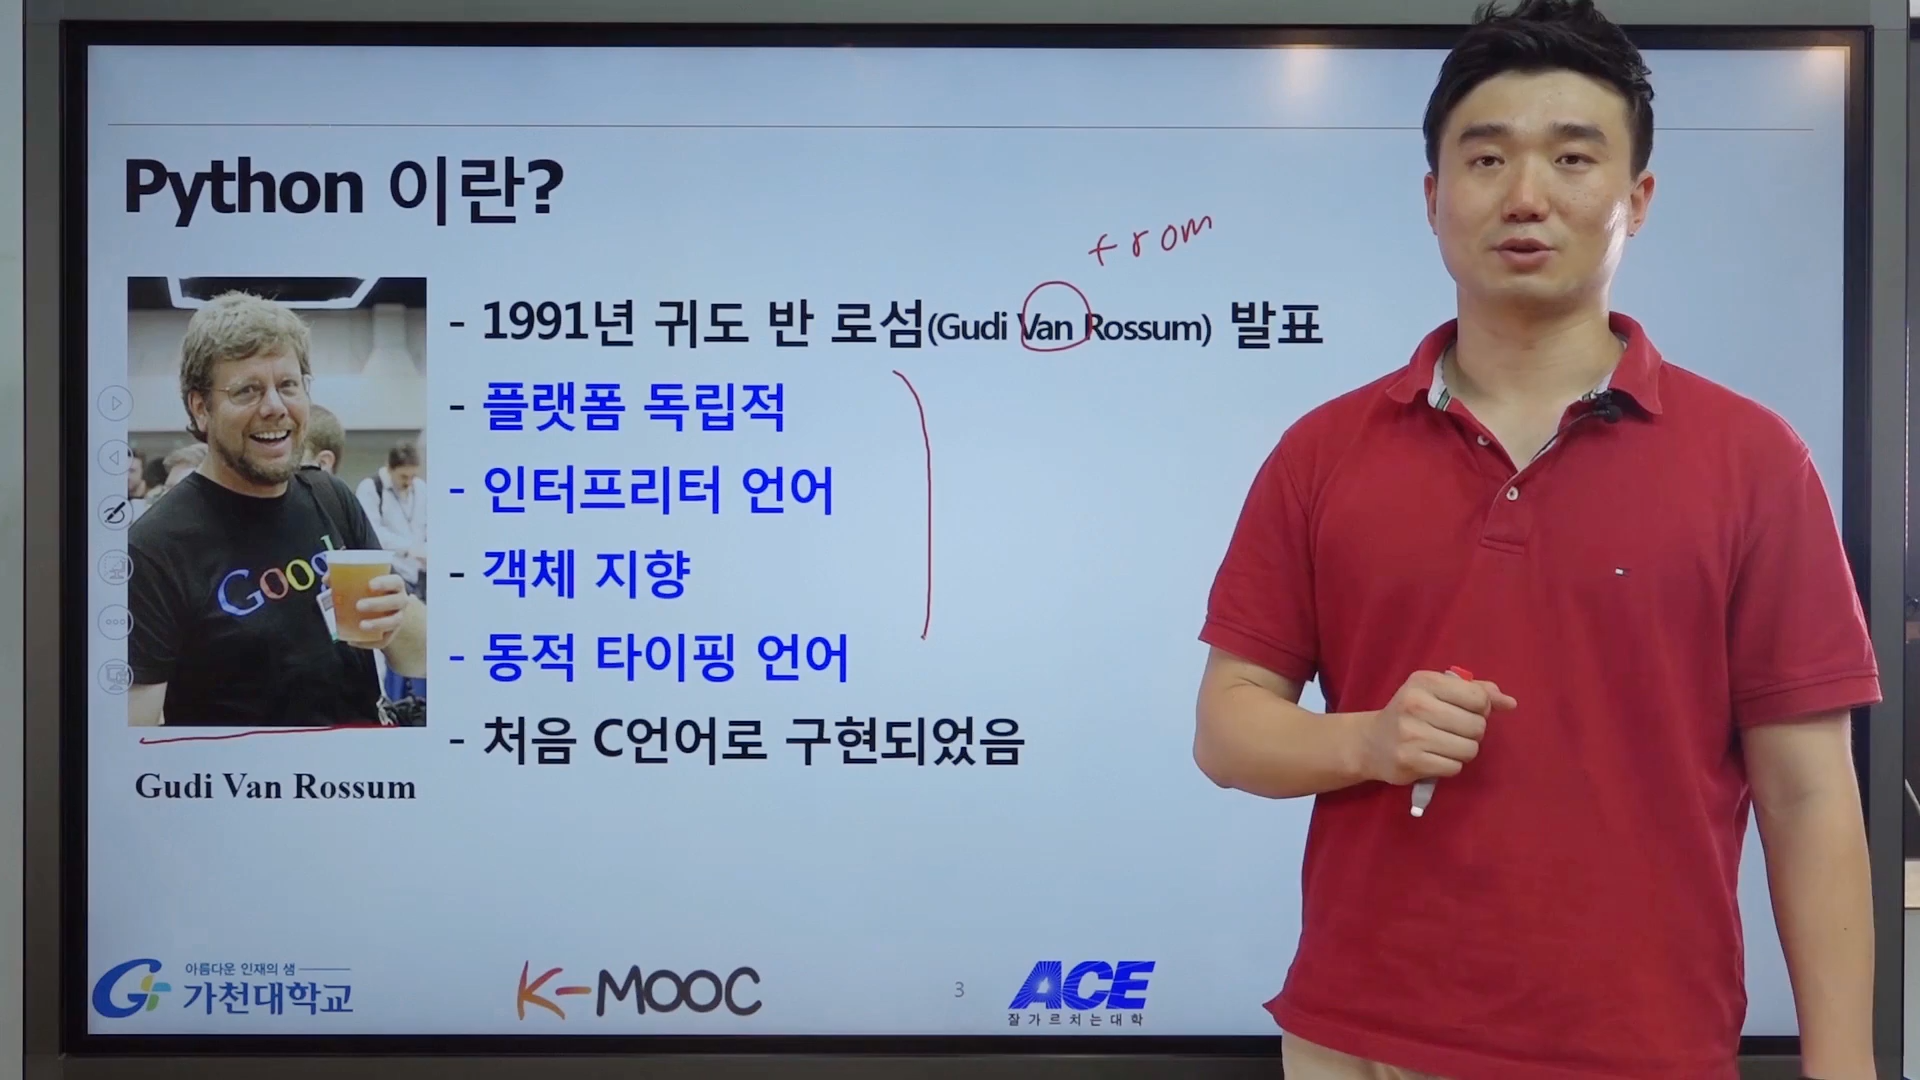 Python 이란?
from
- 1991년 귀도 반 로섬(Gudi Van Rossum) 발표
- 플랫폼 독립적
- 인터프리터 언어
- 객체 지향
- 동적 타이핑 언어
- 처음 C언어로 구현되었음
Google
Gudi Van Rossum
아름다운 인재의 샘
가천대학교
K-MOOC
3
ACE
잘가르치는대학